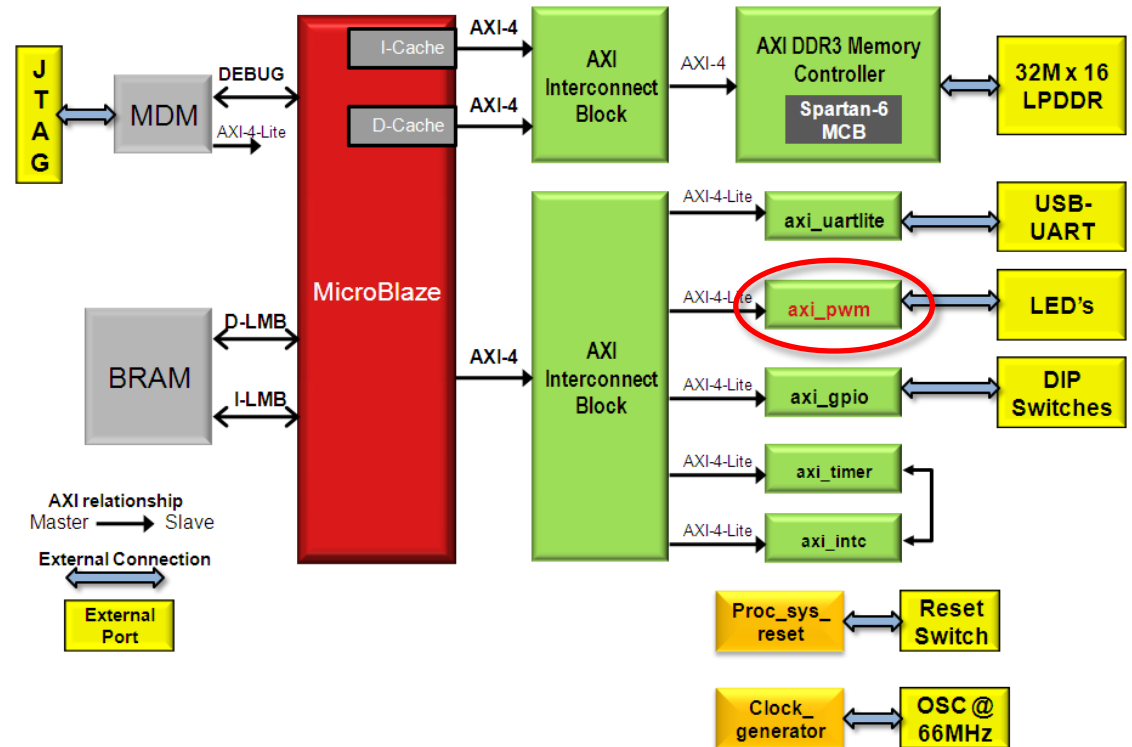 J
T
A
G
MDM
DEBUG
AXI-4-Lite
BRAM
D-LMB
I-LMB
MicroBlaze
I-Cache
D-Cache
AXI-4
AXI-4
AXI-4
AXI
Interconnect
Block
AXI-4
AXI DDR3 Memory
Controller
Spartan-6
MCB
32M x 16
LPDDR
AXI
Interconnect
Block
AXI-4-Lite
axi_uartlite
USB-
UART
AXI-4-Lite
axi_pwm
LED's
AXI-4-Lite
axi_gpio
DIP
Switches
AXI-4-Lite
axi_timer
AXI-4-Lite
axi_intc
AXI relationship
Master Slave
External Connection
External
Port
Proc_sys_
reset
Reset
Switch
Clock_
generator
OSC @
66MHz